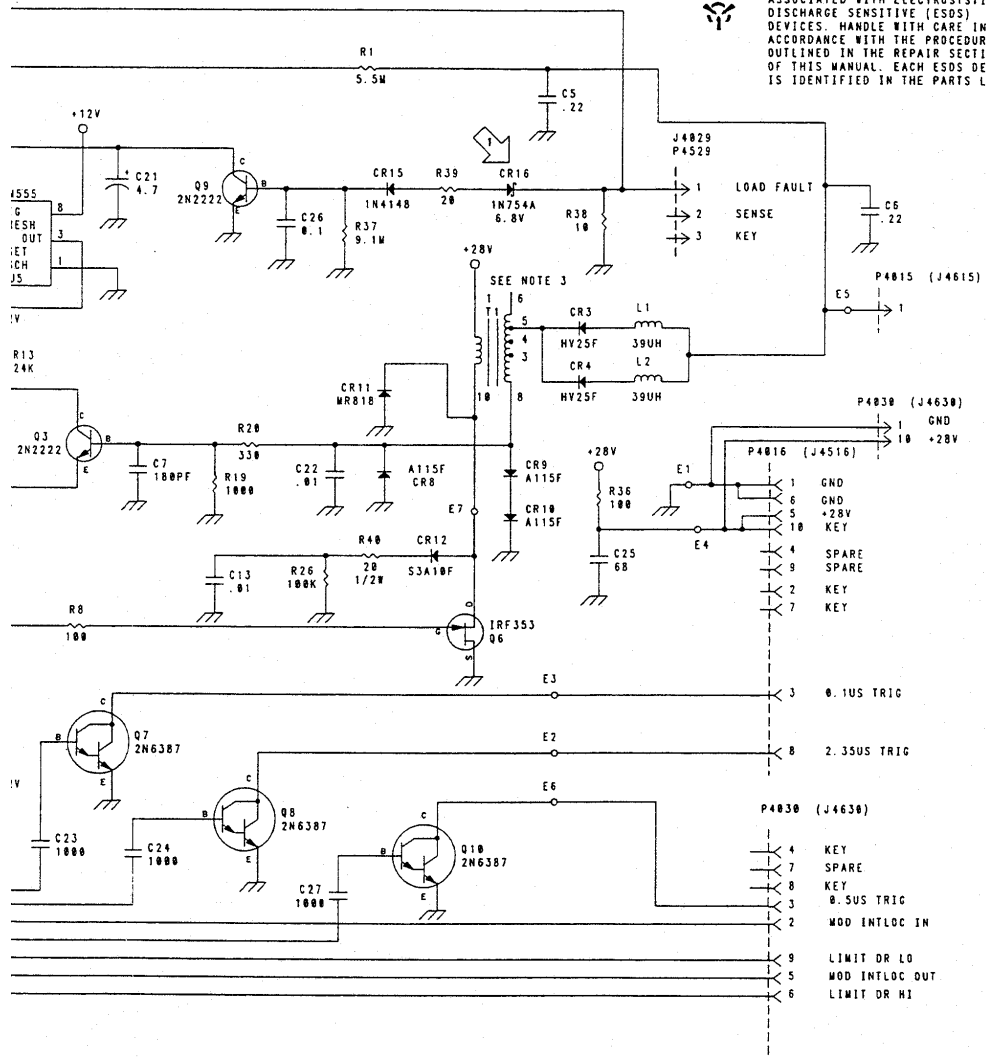 ASSOCIATED WITH
DISCHARGE SENSITIVE (ESDS)
DEVICES. HANDLE WITH CARE IN
ACCORDANCE WITH THE PROCEDUR
OUTLINED IN THE REPAIR SECTI
OF THIS MANUAL. EACH ESDS DE
IS IDENTIFIED IN THE PARTS L
R1
5.5M
C5
.22
+12V
J4029
P4529
1
C
C21
4.7
Q9
2N2222
B
E
CR15
1N4148
R39
20
CR16
1N754A
6.8V
1 LOAD FAULT
2 SENSE
3 KEY
C6
.22
N555
8
3
1
OUT
C26
0.1
R37
9.1M
R38
10
+28V
SEE NOTE 3
P4015 (J4615)
E5
1
1
T1
6
5
4
3
10
8
CR3
HV25F
L1
39UH
CR4
HV25F
L2
39UH
R13
24K
CR11
MR818
P4030 (J4630)
1 GND
10 +28V
Q3
2N2222
C
B
E
R20
330
C7
180PF
R19
1000
C22
.01
A115F
CR8
CR9
A115F
CR10
A115F
+28V
R36
100
E1
P4016 (J4516)
1 GND
6 GND
5 +28V
10 KEY
4 SPARE
9 SPARE
2 KEY
7 KEY
E7
E4
C25
68
C13
.01
R26
100K
R40
20
1/2W
CR12
S3A10F
R8
100
D
G
S
IRF353
Q6
E3
3 0.1US TRIG
C
B
E
Q7
2N6387
E2
8 2.35US TRIG
C
B
E
Q8
2N6387
E6
P4030 (J4630)
C23
1000
C24
1000
C
B
E
Q10
2N6387
C27
1000
4 KEY
7 SPARE
8 KEY
3 0.5US TRIG
2 MOD INTLOC IN
9 LIMIT DR LO
5 MOD INTLOC OUT
6 LIMIT DR HI